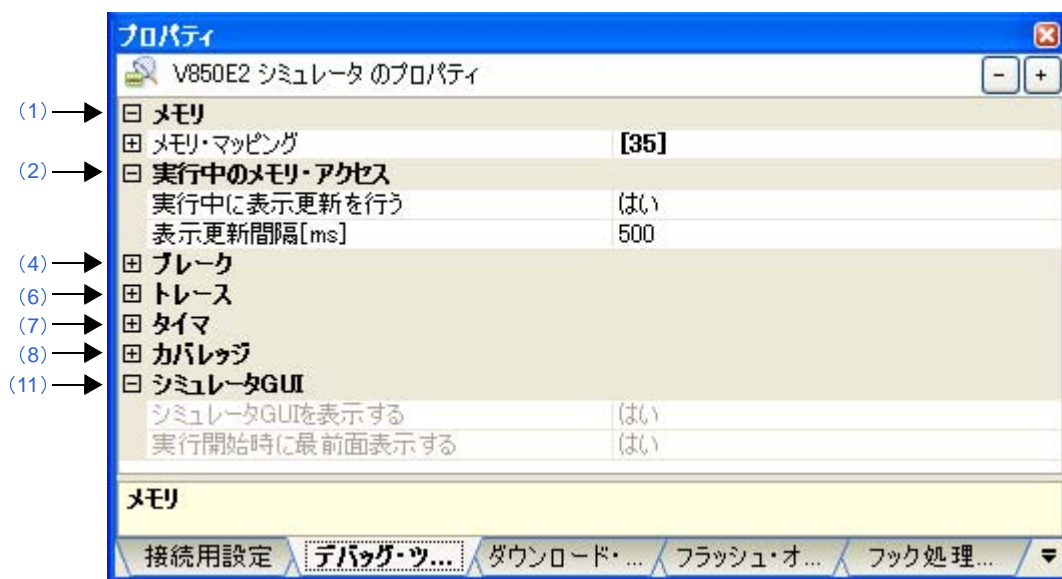 プロパティ
V850E2 シミュレータ のプロパティ
- +
(1) メモリ
メモリ・マッピング [35]
(2) 実行中のメモリ・アクセス
実行中に表示更新を行う はい
表示更新間隔[ms] 500
(4) ブレーク
(6) トレース
(7) タイマ
(8) カバレッジ
(11) シミュレータGUI
シミュレータGUIを表示する はい
実行開始時に最前面表示する はい
メモリ
接続用設定 デバッグ・ツ... ダウンロード・ ... フラッシュ・オ... フック処理...